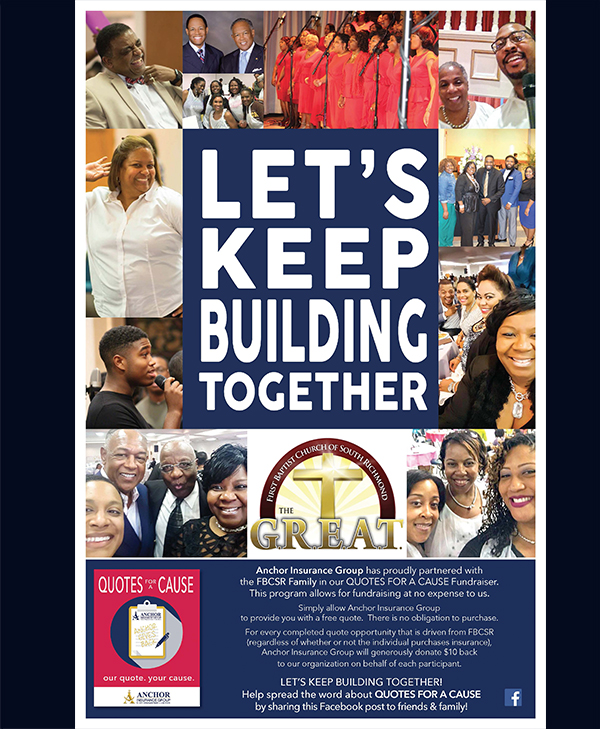 LET'S
KEEP
BUILDING
TOGETHER
FIRST BAPTIST CHURCH OF SOUTH RICHMOND
THE
G.R.E.A.T.
QUOTES FOR A CAUSE
ANCHOR
INSURANCE GROUP
our quote. your cause.
ANCHOR
INSURANCE GROUP
Anchor Insurance Group has proudly partnered with
the FBCSR Family in our QUOTES FOR A CAUSE Fundraiser.
This program allows for fundraising at no expense to us.
Simply allow Anchor Insurance Group
to provide you with a free quote. There is no obligation to purchase.
For every completed quote opportunity that is driven from FBCSR
(regardless of whether or not the individual purchases insurance),
Anchor Insurance Group will generously donate $10 back
to our organization on behalf of each participant.
LET'S KEEP BUILDING TOGETHER!
Help spread the word about QUOTES FOR A CAUSE
by sharing this Facebook post to friends & family!
f